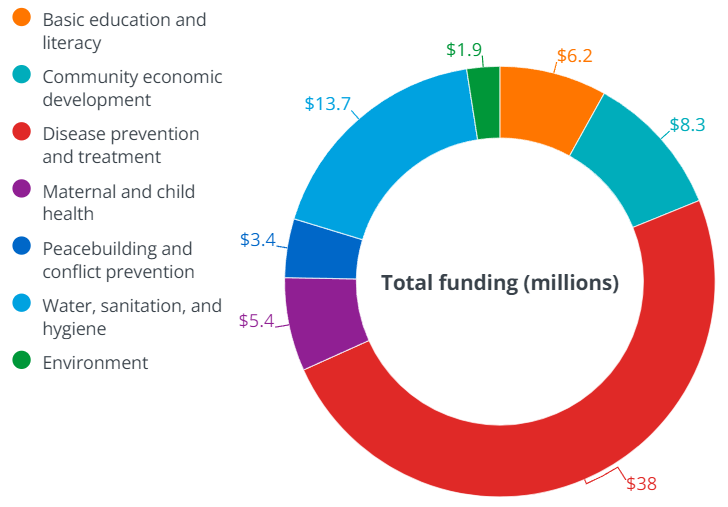 Basic education and
literacy
Community economic
development
Disease prevention
and treatment
Maternal and child
health
Peacebuilding and
conflict prevention
Water, sanitation, and
hygiene
Environment
$1.9
$6.2
$13.7
$8.3
$3.4
Total funding (millions)
$5.4
$38